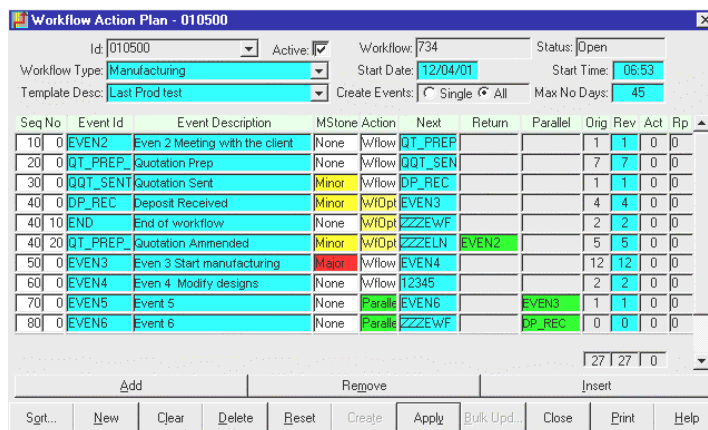 Workflow Action Plan - 010500
Id: 010500 Active: Workflow: 734 Status: Open
Workflow Type: Manufacturing Start Date: 12/04/01 Start Time: 06:53
Template Desc: Last Prod test Create Events: Single All Max No Days: 45
Seq No Event Id Event Description MStone Action Next Return Parallel Orig Rev Act Rp
10 0 EVEN2 Even 2 Meeting with the client None Wflow QT_PREP 1 1 0 0
20 0 QT_PREP_ Quotation Prep None Wflow QQT_SEN 7 7 0 0
30 0 QQT_SENT Quotation Sent Minor Wflow DP_REC 1 1 0 0
40 0 DP_REC Deposit Received Minor WfOpt EVEN3 4 4 0 0
40 10 END End of workflow None WfOpt ZZZEWF 2 2 0 0
40 20 QT_PREP_ Quotation Ammended Minor WfOpt ZZZELN EVEN2 5 5 0 0
50 0 EVEN3 Even 3 Start manufacturing Major Wflow EVEN4 12 12 0 0
60 0 EVEN4 Even 4 Modify designs None Wflow 12345 2 2 0 0
70 0 EVEN5 Event 5 None Paralle EVEN6 EVEN3 1 1 0 0
80 0 EVEN6 Event 6 None Paralle ZZZEWF DP_REC 0 0 0 0
27 27 0
Add Remove Insert
Sort... New Clear Delete Reset Create Apply Bulk Upd... Close Print Help